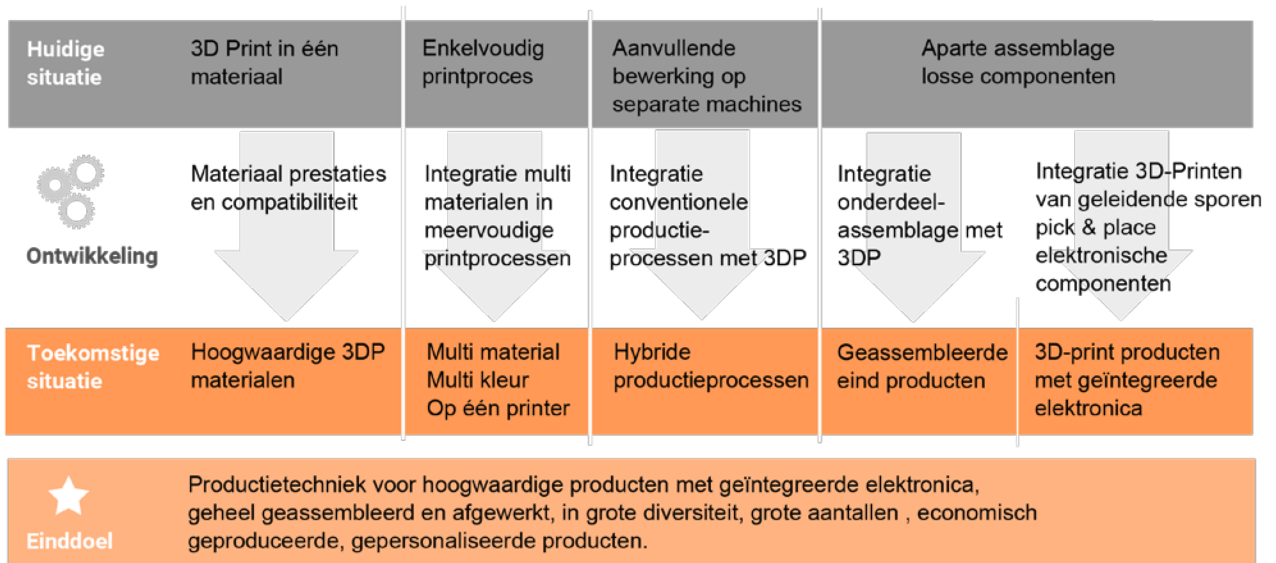 Huidige
situatie
3D Print in één
materiaal
Enkelvoudig
printproces
Aanvullende
bewerking op
separate machines
Aparte assemblage
losse componenten
Ontwikkeling
Materiaal prestaties
en compatibiliteit
Integratie multi
materialen in
meervoudige
printprocessen
Integratie
conventionele
productie-
processen met 3DP
Integratie
onderdeel-
assemblage met
3DP
Integratie 3D-Printen
van geleidende sporen
pick & place
elektronische
componenten
Toekomstige
situatie
Hoogwaardige 3DP
materialen
Multi material
Multi kleur
Op één printer
Hybride
productieprocessen
Geassembleerde
eind producten
3D-print producten
met geïntegreerde
elektronica
Einddoel
Productietechniek voor hoogwaardige producten met geïntegreerde elektronica,
geheel geassembleerd en afgewerkt, in grote diversiteit, grote aantallen , economisch
geproduceerde, gepersonaliseerde producten.